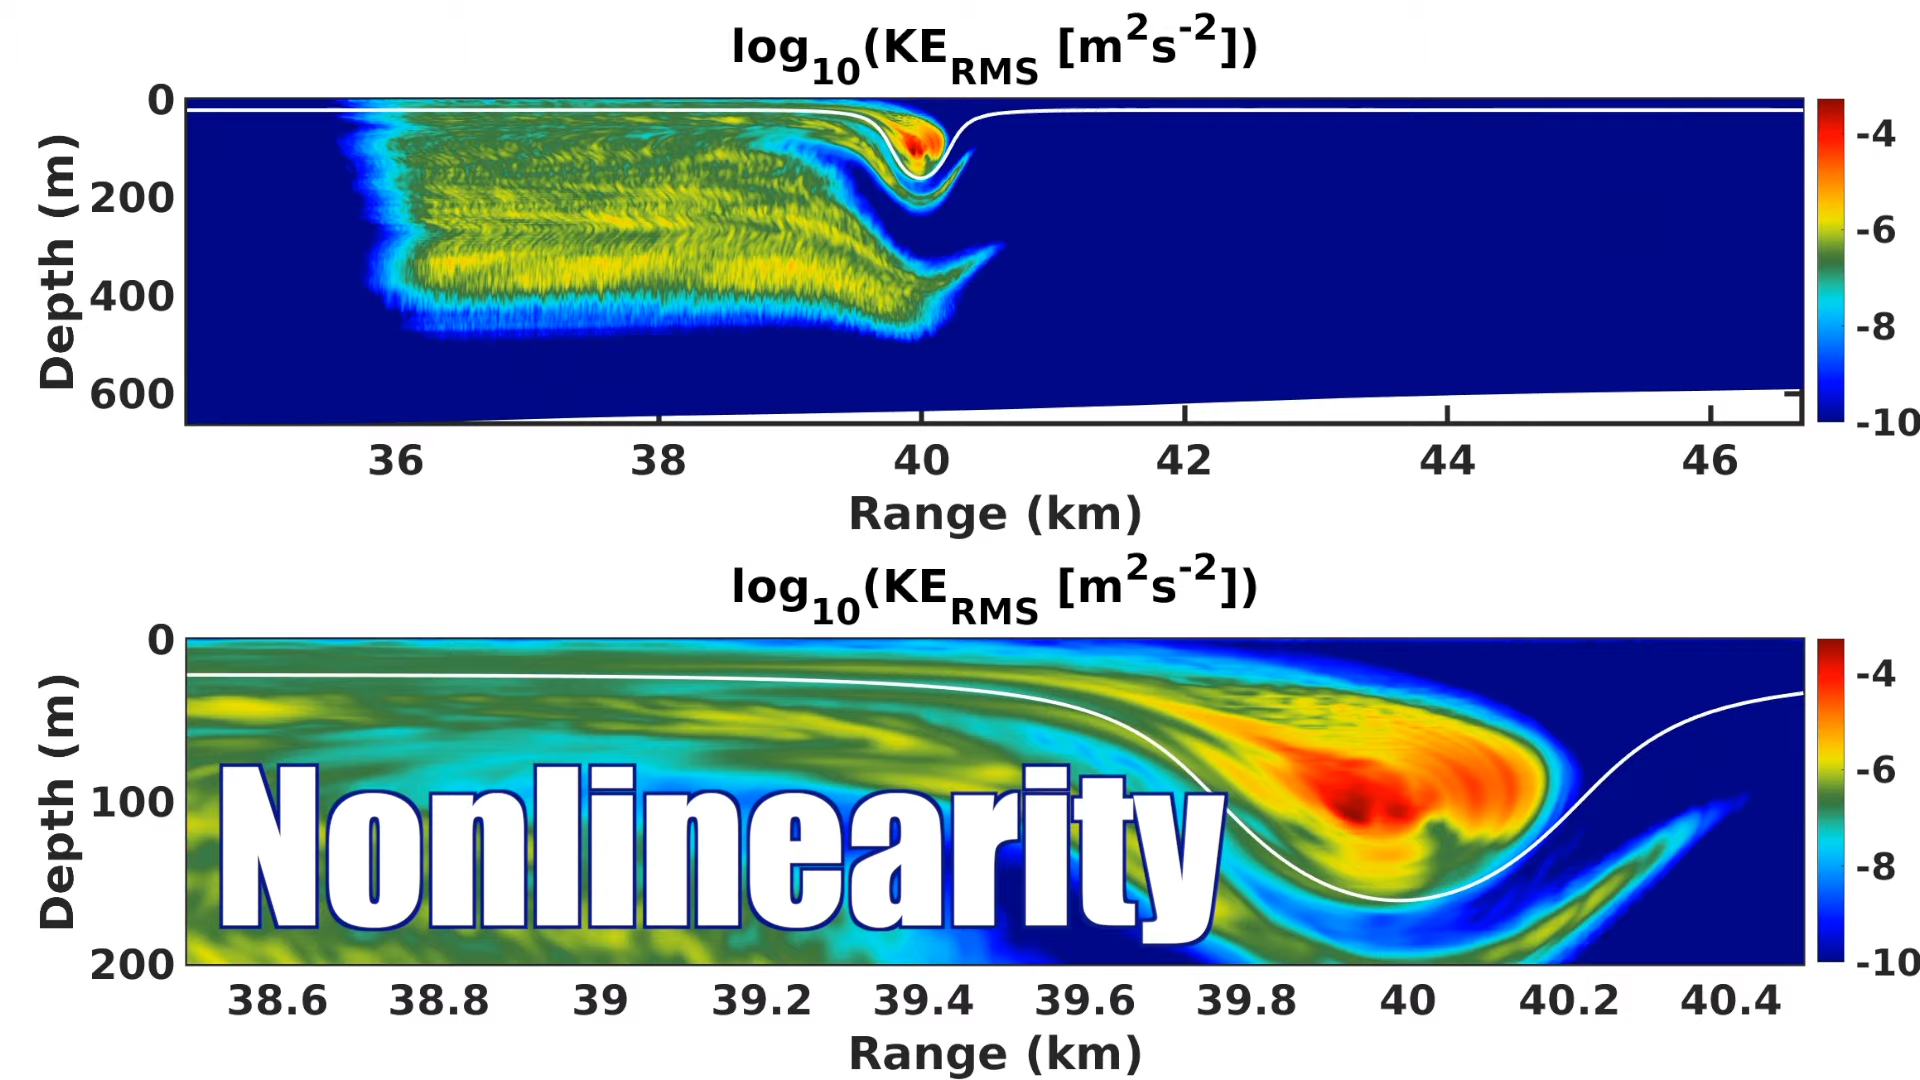 log10(KERMS [m2s-2])
0
200
400
600
Depth (m)
-4
-6
-8
-10
36 38 40 42 44 46
Range (km)
log10(KERMS [m2s-2])
0
100
200
Depth (m)
Nonlinearity
-4
-6
-8
-10
38.6 38.8 39 39.2 39.4 39.6 39.8 40 40.2 40.4
Range (km)